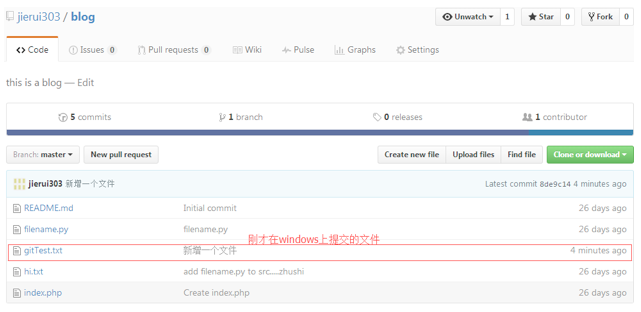 jierui303 / blog
Unwatch 1 Star 0 Fork 0
Code Issues 0 Pull requests 0 Wiki Pulse Graphs Settings
this is a blog — Edit
5 commits 1 branch 0 releases 1 contributor
Branch: master New pull request Create new file Upload files Find file Clone or download
jierui303 新增一个文件 Latest commit 8de9c14 4 minutes ago
README.md Initial commit 26 days ago
filename.py filename.py 26 days ago
刚才在windows上提交的文件
gitTest.txt 新增一个文件 4 minutes ago
hi.txt add filename.py to src.....zhushi 26 days ago
index.php Create index.php 26 days ago